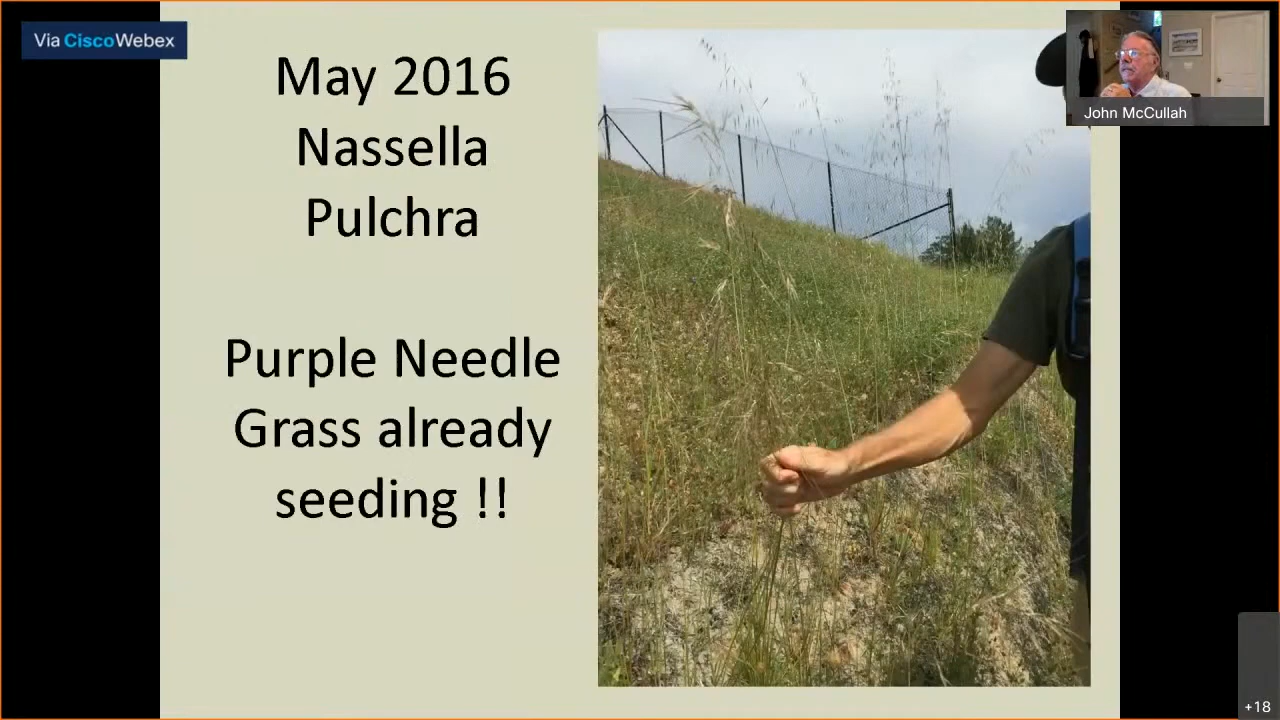 Via CiscoWebex
May 2016
Nassella
Pulchra
Purple Needle
Grass already
seeding !!
John McCullah
+18